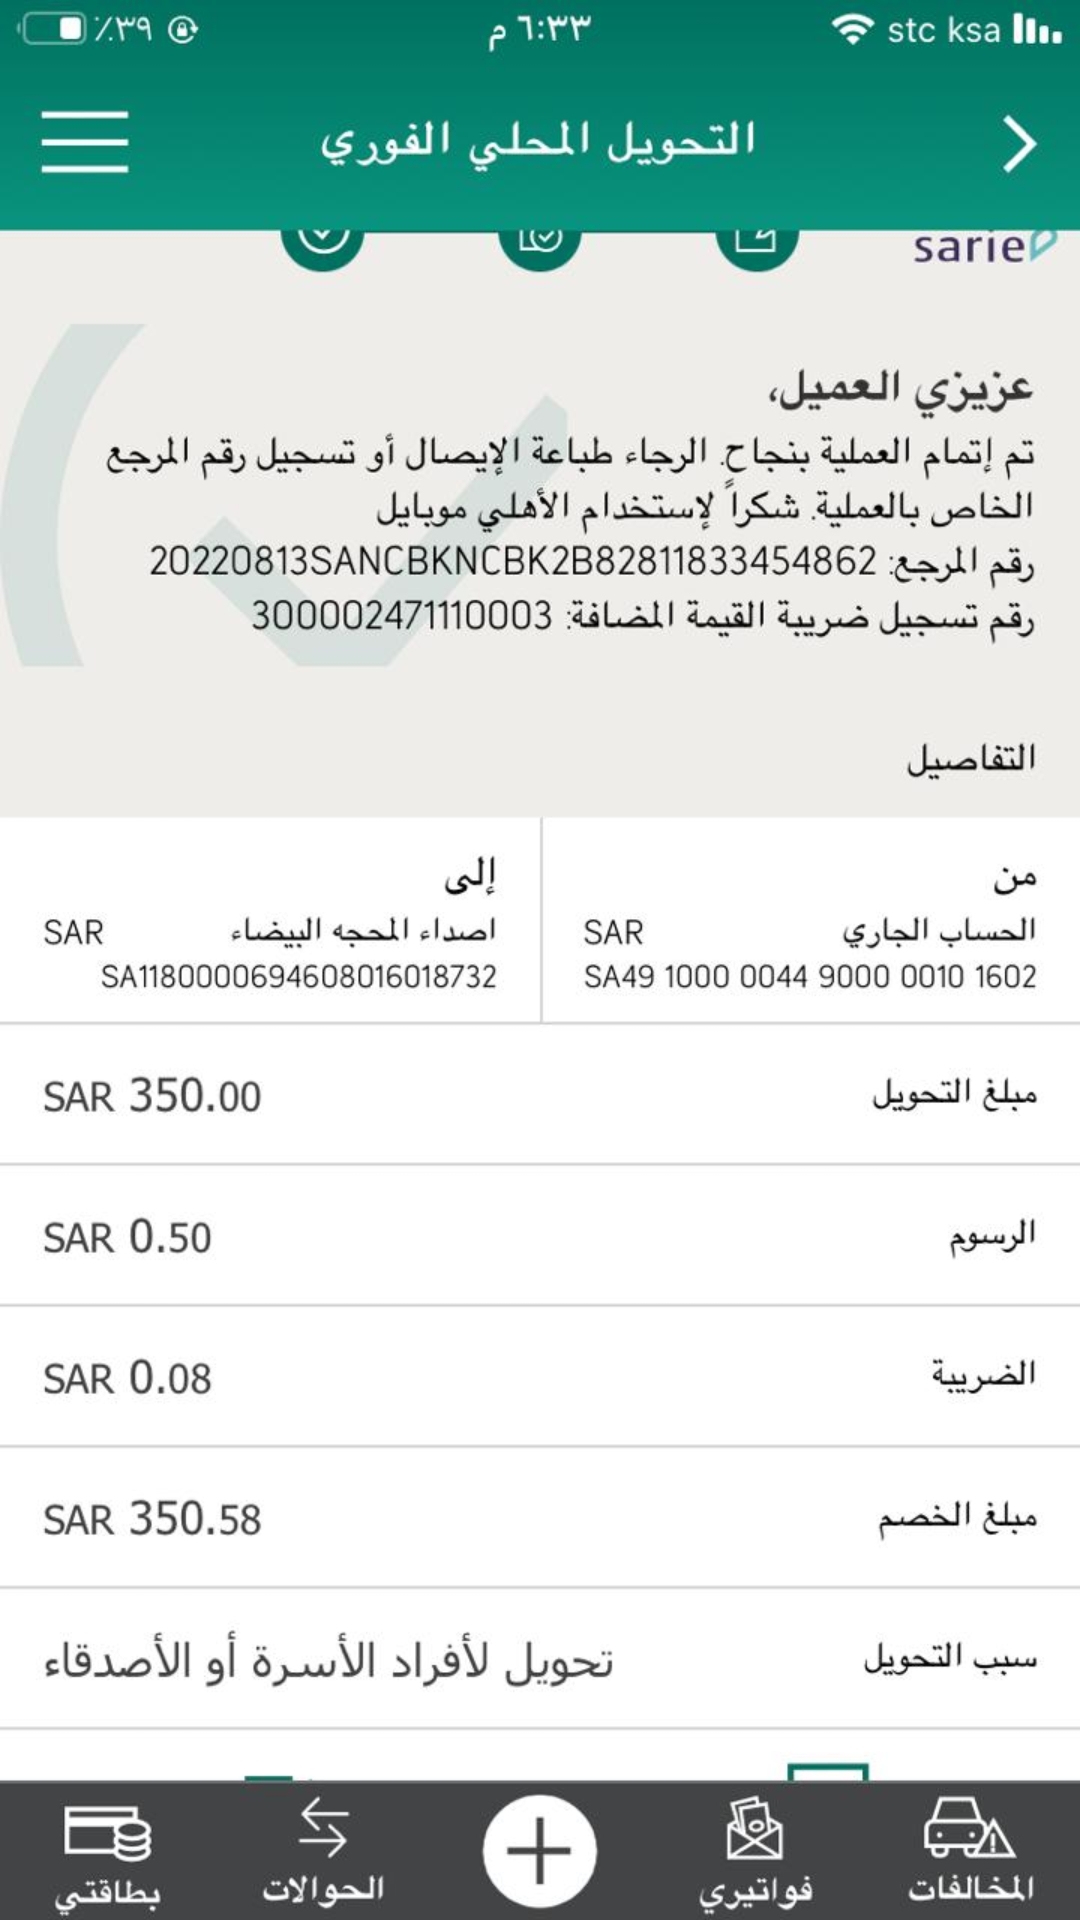 stc ksa ٦:٣٣ م ٣٩٪
التحويل المحلي الفوري
sarie
عزيزي العميل،
تم إتمام العملية بنجاح. الرجاء طباعة الإيصال أو تسجيل رقم المرجع
الخاص بالعملية. شكراً لإستخدام الأهلي موبايل
رقم المرجع: 20220813SANCBKNCBK2B82811833454862
رقم تسجيل ضريبة القيمة المضافة: 300002471110003
التفاصيل
من
الحساب الجاري SAR
SA49 1000 0044 9000 0010 1602
إلى
اصداء المحجه البيضاء SAR
SA1180000694608016018732
مبلغ التحويل SAR 350.00
الرسوم SAR 0.50
الضريبة SAR 0.08
مبلغ الخصم SAR 350.58
سبب التحويل تحويل لأفراد الأسرة أو الأصدقاء
المخالفات فواتيري الحوالات بطاقتي